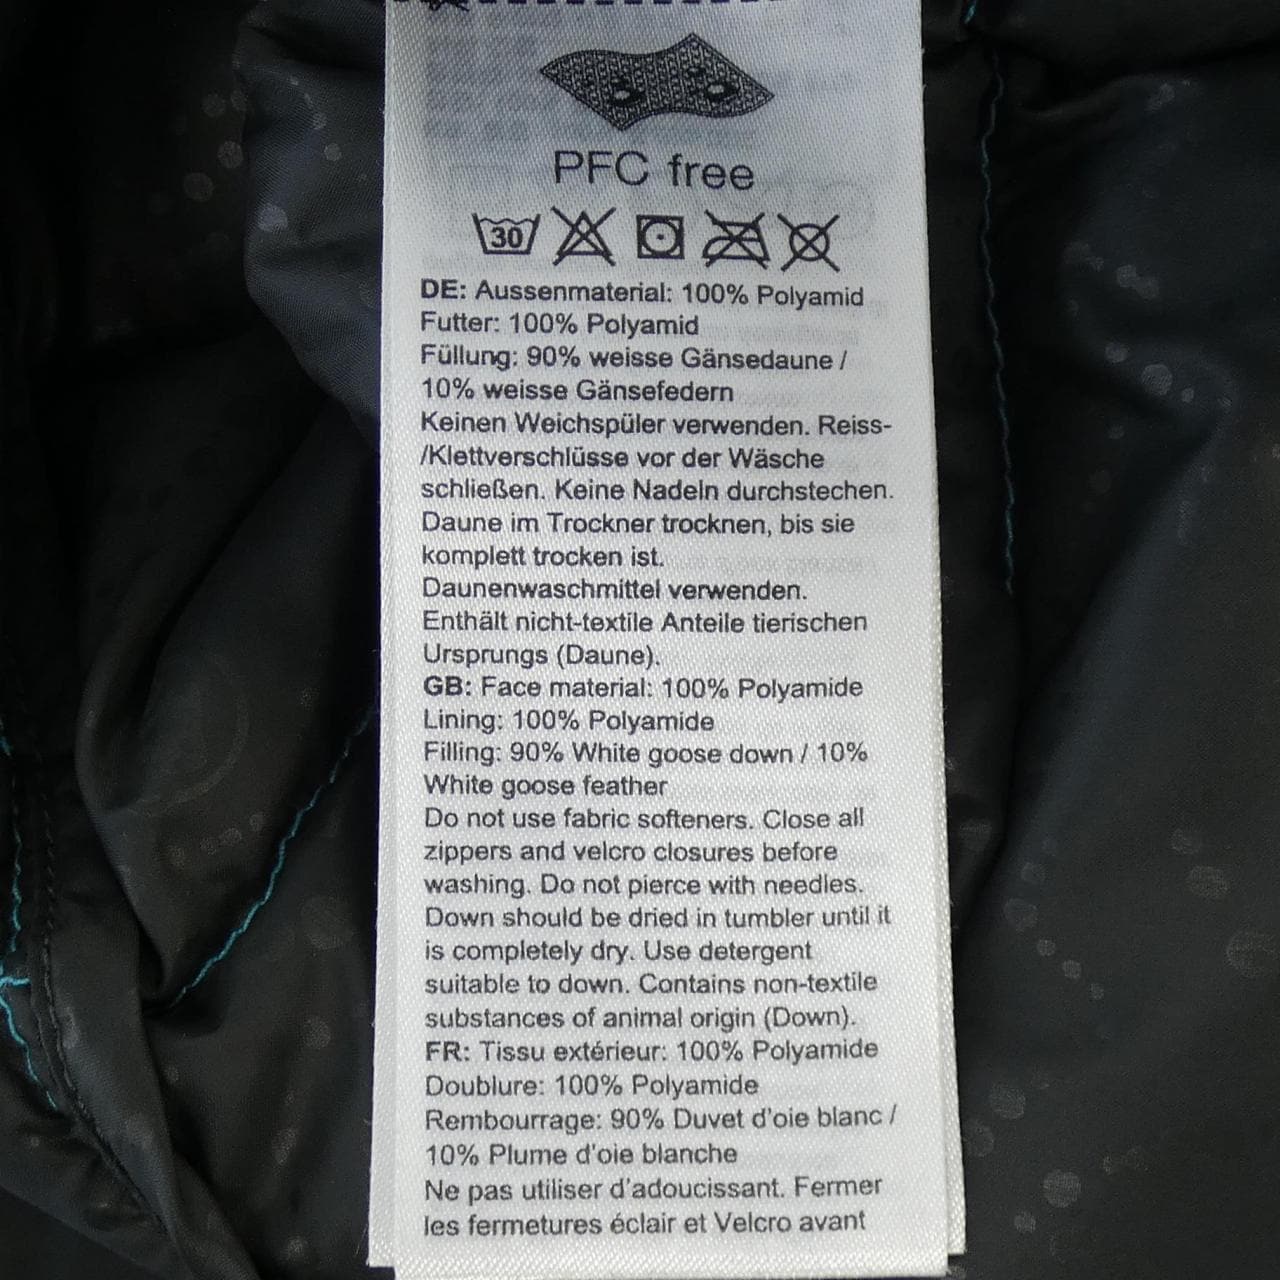 PFC free
30
DE: Aussenmaterial: 100% Polyamid
Futter: 100% Polyamid
Füllung: 90% weisse Gänsedaune /
10% weisse Gänsefedern
Keinen Weichspüler verwenden. Reiss-
/Klettverschlüsse vor der Wäsche
schließen. Keine Nadeln durchstechen.
Daune im Trockner trocknen, bis sie
komplett trocken ist.
Daunenwaschmittel verwenden.
Enthält nicht-textile Anteile tierischen
Ursprungs (Daune).
GB: Face material: 100% Polyamide
Lining: 100% Polyamide
Filling: 90% White goose down / 10%
White goose feather
Do not use fabric softeners. Close all
zippers and velcro closures before
washing. Do not pierce with needles.
Down should be dried in tumbler until it
is completely dry. Use detergent
suitable to down. Contains non-textile
substances of animal origin (Down).
FR: Tissu extérieur: 100% Polyamide
Doublure: 100% Polyamide
Rembourrage: 90% Duvet d'oie blanc /
10% Plume d'oie blanche
Ne pas utiliser d'adoucissant. Fermer
les fermetures éclair et Velcro avant